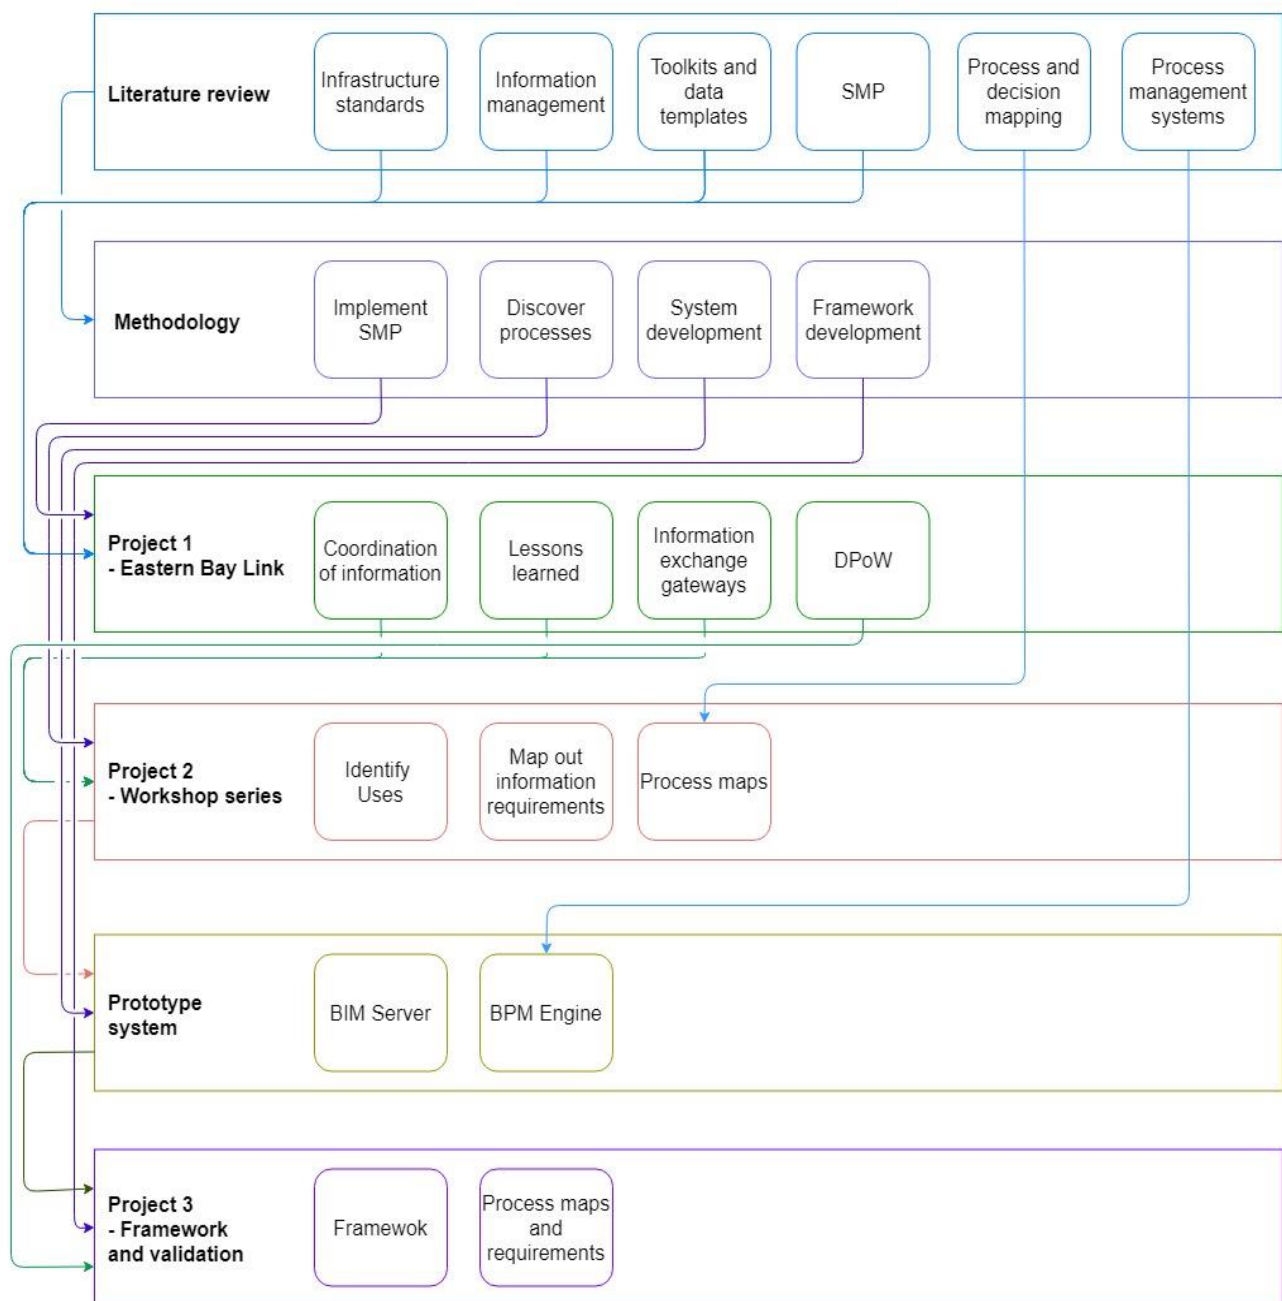 Literature review
Infrastructure
standards
Information
management
Toolkits and
data
templates
SMP
Process and
decision
mapping
Process
management
systems
Methodology
Implement
SMP
Discover
processes
System
development
Framework
development
Project 1
- Eastern Bay Link
Coordination
of information
Lessons
learned
Information
exchange
gateways
DPoW
Project 2
- Workshop series
Identify
Uses
Map out
information
requirements
Process maps
Prototype
system
BIM Server
BPM Engine
Project 3
- Framework
and validation
Framewok
Process maps
and
requirements